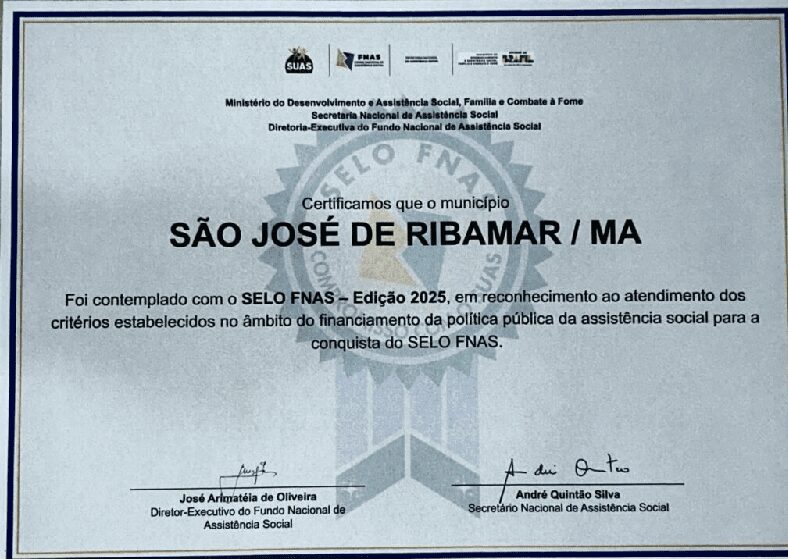 SUAS
FNAS
Ministério do Desenvolvimento e Assistência Social, Família e Combate à Fome
Secretaria Nacional de Assistência Social
Diretoria-Executiva do Fundo Nacional de Assistência Social
SELO FNAS
Certificamos que o município
SÃO JOSÉ DE RIBAMAR / MA
Foi contemplado com o SELO FNAS – Edição 2025, em reconhecimento ao atendimento dos
critérios estabelecidos no âmbito do financiamento da política pública da assistência social para a
conquista do SELO FNAS.
COMPROMISSO COM O SUAS
José Arimatéia de Oliveira
Diretor-Executivo do Fundo Nacional de
Assistência Social
André Quintão Silva
Secretário Nacional de Assistência Social